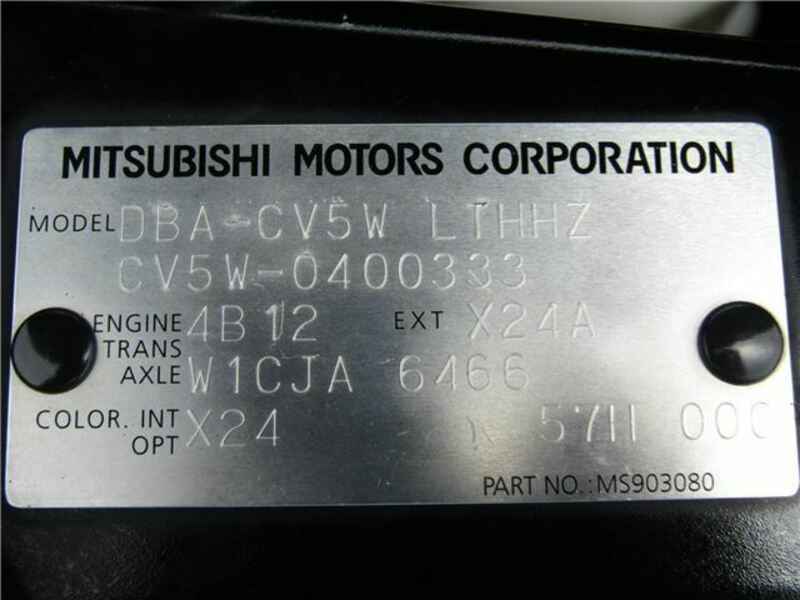 MITSUBISHI MOTORS CORPORATION
MODEL DBA-CV5W LTHHZ
CV5W-0400333
ENGINE 4B12 EXT X24A
TRANS
AXLE W1CJA 6466
COLOR. INT
OPT X24 57H 000
PART NO.:MS903080